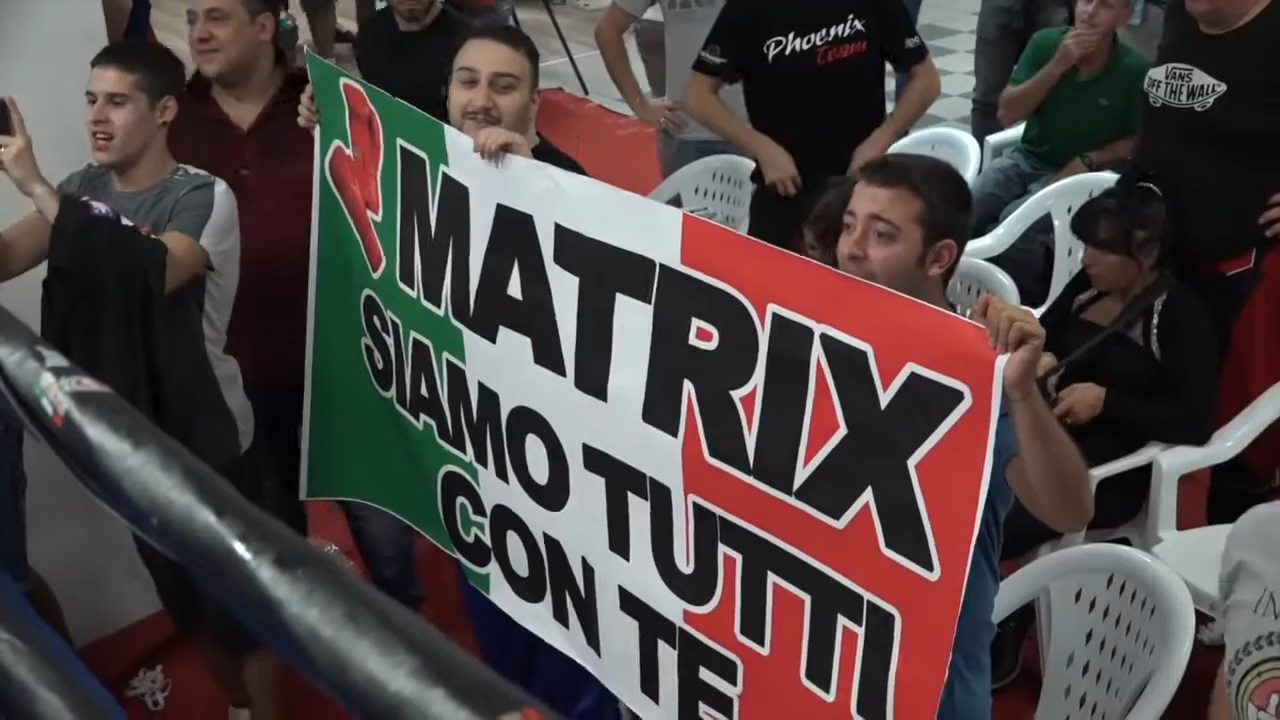 Phoenix
Team
VANS
"OFF THE WALL"
MATRIX
SIAMO TUTTI
CON TE